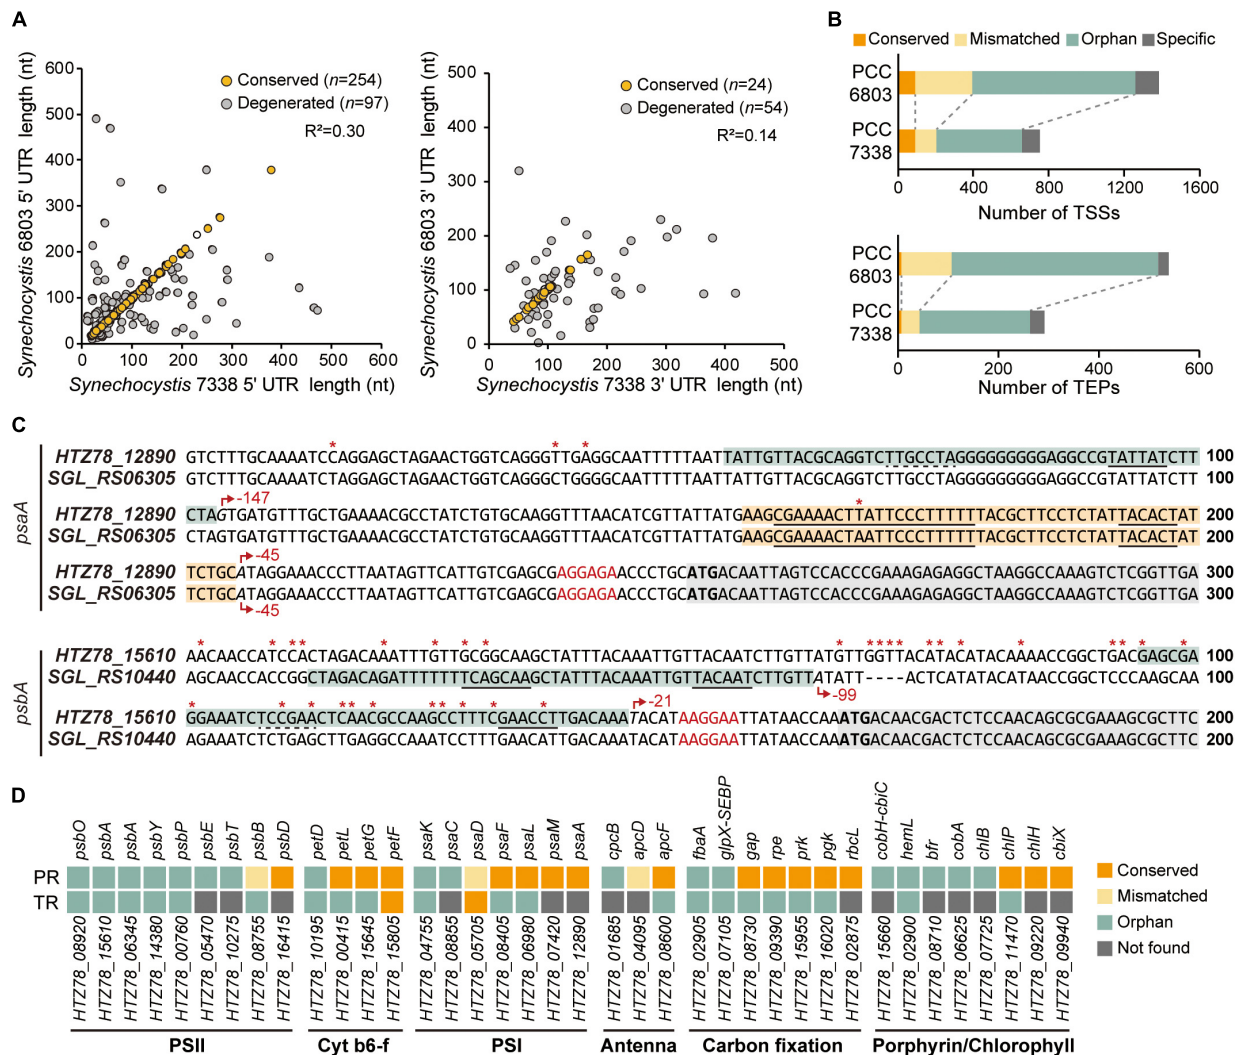 A
B
Synechocystis 6803 5' UTR length (nt)
600
500
400
300
200
100
0
0 100 200 300 400 500 600
Conserved (n=254)
Degenerated (n=97)
R²=0.30
Synechocystis 7338 5' UTR length (nt)
Synechocystis 6803 3' UTR length (nt)
500
400
300
200
100
0
0 100 200 300 400 500
Conserved (n=24)
Degenerated (n=54)
R²=0.14
Synechocystis 7338 3' UTR length (nt)
Conserved Mismatched Orphan Specific
PCC 6803
PCC 7338
0 400 800 1200 1600
Number of TSSs
PCC 6803
PCC 7338
0 200 400 600
Number of TEPs
C
psaA
* * *
HTZ78_12890 GTCTTTGCAAAATCCAGGAGCTAGAACTGGTCAGGGTTGAGGCAATTTTTAATTATTGTTACGCAGGTCTTGCCTAGGGGGGGGGAGGCCGTATTATCTT 100
SGL_RS06305 GTCTTTGCAAAATCTAGGAGCTAGAACTGGTCAGGGCTGGGGCAATTTTTAATTATTGTTACGCAGGTCTTGCCTAGGGGGGGGGAGGCCGTATTATCTT 100
-147
*
HTZ78_12890 CTAGTGATGTTTGCTGAAAACGCCTATCTGTGCAAGGTTTAACATCGTTATTATGAAGCGAAAACTTATTCCCTTTTTTTACGCTTCCTCTATTACACTAT 200
SGL_RS06305 CTAGTGATGTTTGCTGAAAACGCCTATCTGTGCAAGGTTTAACATCGTTATTATGAAGCGAAAACTAATTCCCTTTTTTTACGCTTCCTCTATTACACTAT 200
-45
HTZ78_12890 TCTGCATAGGAAACCCTTAATAGTTCATTGTCGAGCGAGGAGAACCCTGCATGACAATTAGTCCACCCGAAAGAGAGGCTAAGGCCAAAGTCTCGGTTGA 300
SGL_RS06305 TCTGCATAGGAAACCCTTAATAGTTCATTGTCGAGCGAGGAGAACCCTGCATGACAATTAGTCCACCCGAAAGAGAGGCTAAGGCCAAAGTCTCGGTTGA 300
-45
psbA
* * ** * * * * * **** ** * * ** *
HTZ78_15610 AACAACCATCCACTAGACAAATTTGTTGCGGCAAGCTATTTACAAATTGTTACAATCTTGTTATGTTGGTTACATACATACAAAACCGGCTGACGAGCGA 100
SGL_RS10440 AGCAACCACCGGCTAGACAGATTTTTTTCAGCAAGCTATTTACAAATTGTTACAATCTTGTTATATT----ACTCATATACATAACCGGCTCCCAAGCAA 100
-99
* * ** * * * * -21
HTZ78_15610 GGAAATCTCCGAACTCAACGCCAAGCCTTTCGAACCTTGACAAATACATAAGGAATTATAACCAAATGACAACGACTCTCCAACAGCGCGAAAGCGCTTC 200
SGL_RS10440 AGAAATCTCTGAGCTTGAGGCCAAATCCTTTGAACATTGACAAATACATAAGGAATTATAACCAAATGACAACGACTCTCCAACAGCGCGAAAGCGCTTC 200
D
psbO psbA psbA psbY psbP psbE psbT psbB psbD petD petL petG petF psaK psaC psaD psaF psaL psaM psaA cpcB apcD apcF fbaA glpX-SEBP gap rpe prk pgk rbcL cobH-cbiC hemL bfr cobA chlB chlP chlH cbiX
PR
TR
Conserved
Mismatched
Orphan
Not found
HTZ78_08920 HTZ78_15610 HTZ78_06345 HTZ78_14380 HTZ78_00760 HTZ78_05470 HTZ78_10275 HTZ78_08755 HTZ78_16415 HTZ78_10195 HTZ78_00415 HTZ78_15645 HTZ78_15805 HTZ78_04755 HTZ78_08855 HTZ78_05705 HTZ78_08405 HTZ78_06980 HTZ78_07420 HTZ78_12890 HTZ78_01685 HTZ78_04095 HTZ78_08600 HTZ78_02905 HTZ78_07105 HTZ78_08730 HTZ78_09390 HTZ78_15955 HTZ78_16020 HTZ78_02875 HTZ78_15660 HTZ78_02900 HTZ78_08710 HTZ78_06625 HTZ78_07725 HTZ78_11470 HTZ78_09220 HTZ78_09940
PSII Cyt b6-f PSI Antenna Carbon fixation Porphyrin/Chlorophyll